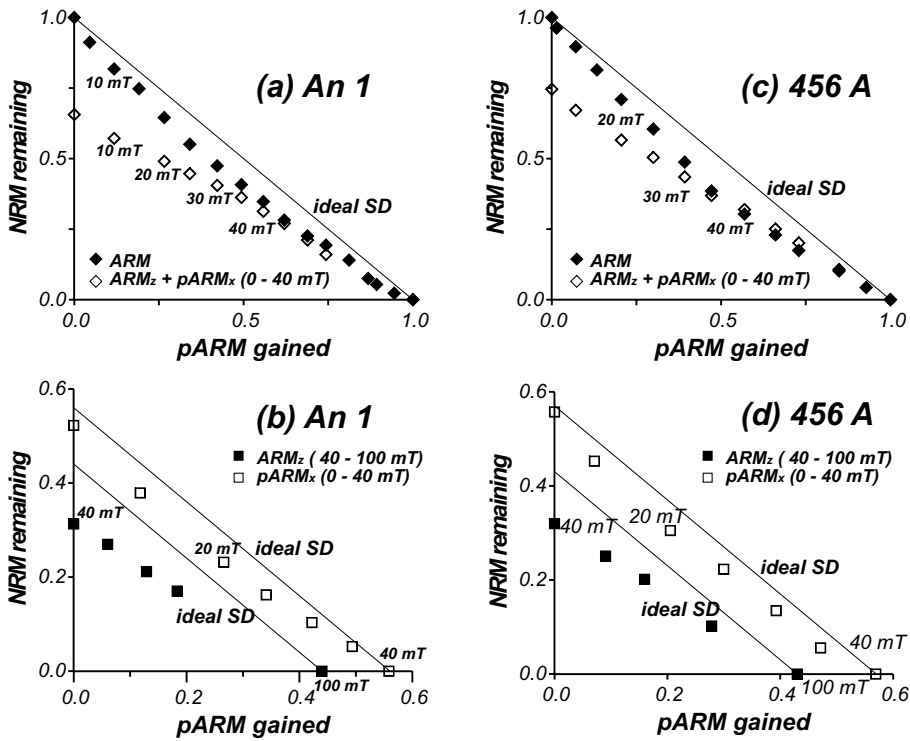 (a) An 1
1.0
0.5
0.0
NRM remaining
10 mT
10 mT
20 mT
30 mT
40 mT
ideal SD
ARM
ARMz + pARMx (0 - 40 mT)
0.0
0.5
1.0
pARM gained
(c) 456 A
1.0
0.5
0.0
NRM remaining
20 mT
30 mT
40 mT
ideal SD
ARM
ARMz + pARMx (0 - 40 mT)
0.0
0.5
1.0
pARM gained
(b) An 1
0.6
0.4
0.2
0.0
NRM remaining
ARMz ( 40 - 100 mT)
pARMx (0 - 40 mT)
40 mT
20 mT
ideal SD
ideal SD
40 mT
100 mT
0.0
0.2
0.4
0.6
pARM gained
(d) 456 A
0.6
0.4
0.2
0.0
NRM remaining
ARMz ( 40 - 100 mT)
pARMx (0 - 40 mT)
40 mT
20 mT
ideal SD
ideal SD
40 mT
100 mT
0.0
0.2
0.4
0.6
pARM gained